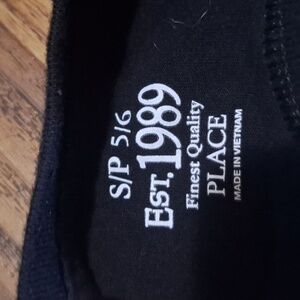 S/P 5/6
EST. 1989
Finest Quality
PLACE
MADE IN VIETNAM